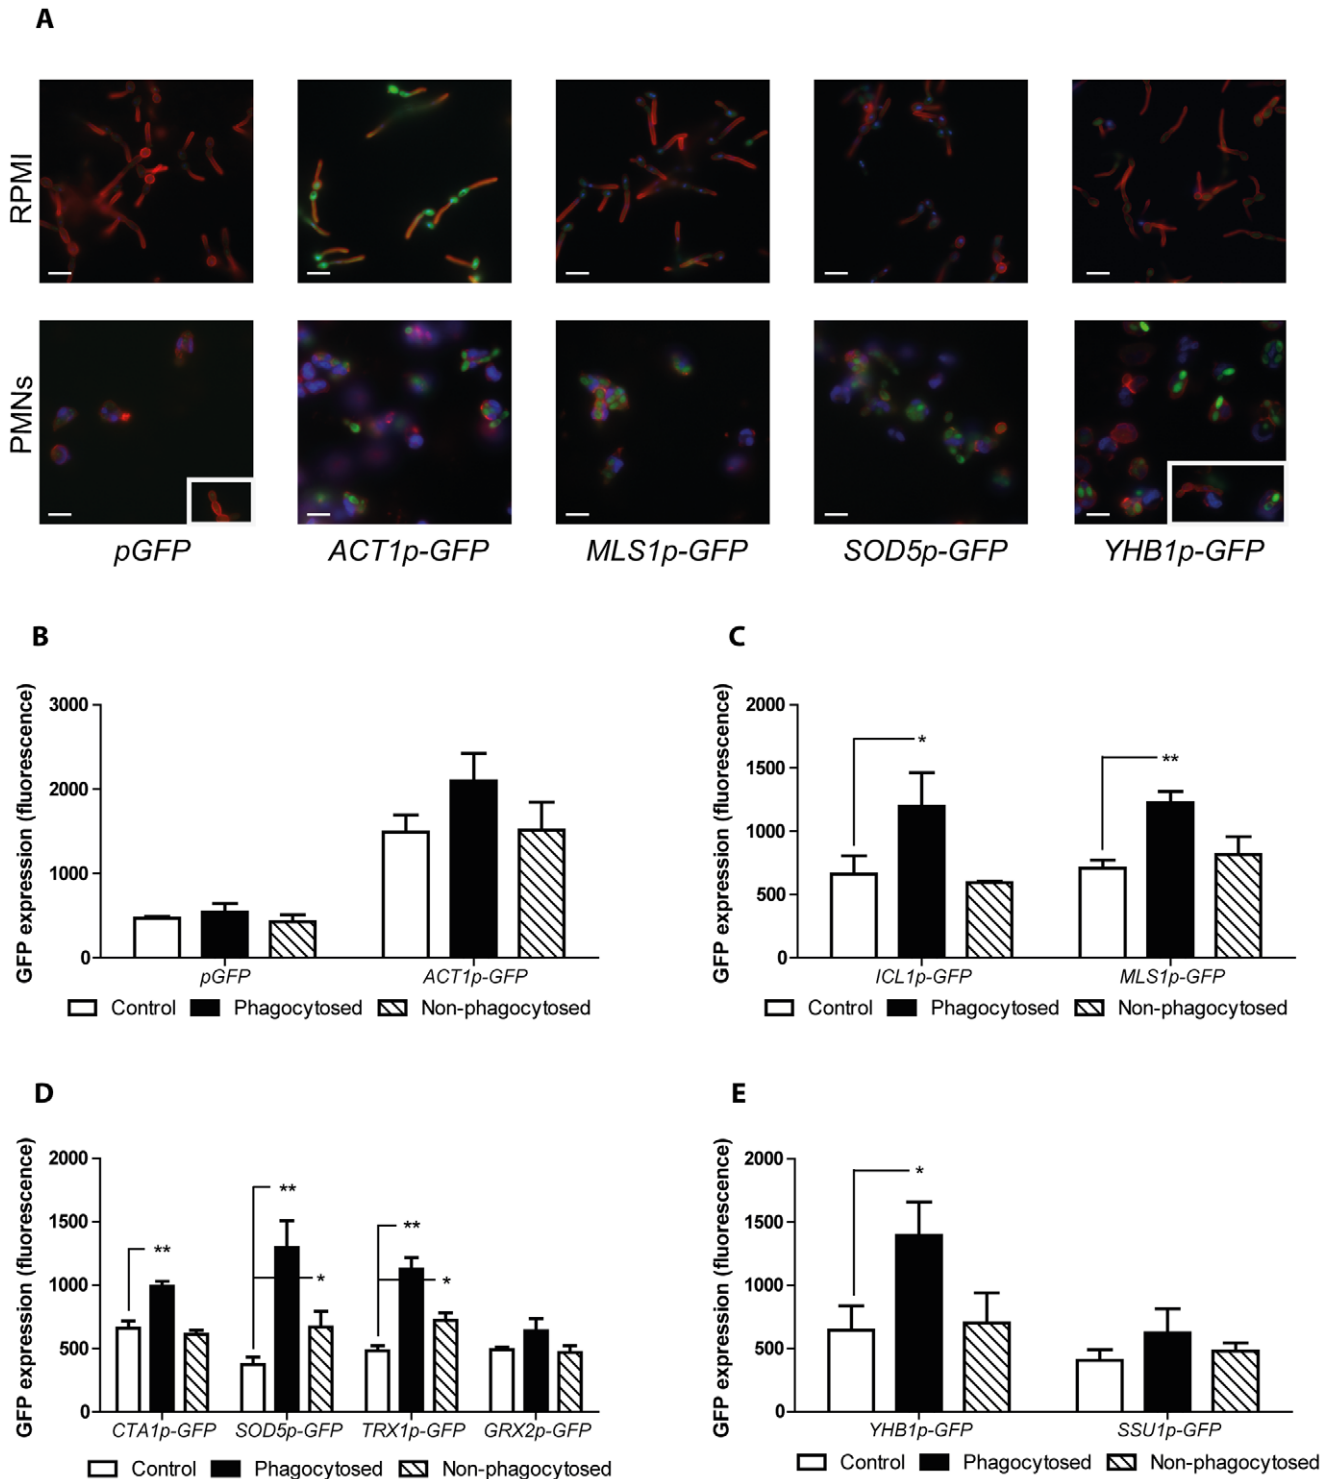 A
RPMI
PMNs
pGFP ACT1p-GFP MLS1p-GFP SOD5p-GFP YHB1p-GFP
B
GFP expression (fluorescence)
3000
2000
1000
0
pGFP ACT1p-GFP
Control Phagocytosed Non-phagocytosed
C
GFP expression (fluorescence)
2000
1500
1000
500
0
*
**
ICL1p-GFP MLS1p-GFP
Control Phagocytosed Non-phagocytosed
D
GFP expression (fluorescence)
2000
1500
1000
500
0
**
**
*
**
*
CTA1p-GFP SOD5p-GFP TRX1p-GFP GRX2p-GFP
Control Phagocytosed Non-phagocytosed
E
GFP expression (fluorescence)
2000
1500
1000
500
0
*
YHB1p-GFP SSU1p-GFP
Control Phagocytosed Non-phagocytosed